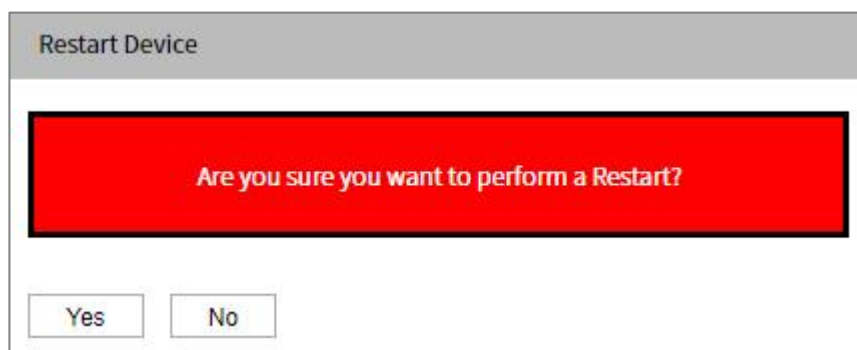 Restart Device
Are you sure you want to perform a Restart?
Yes No